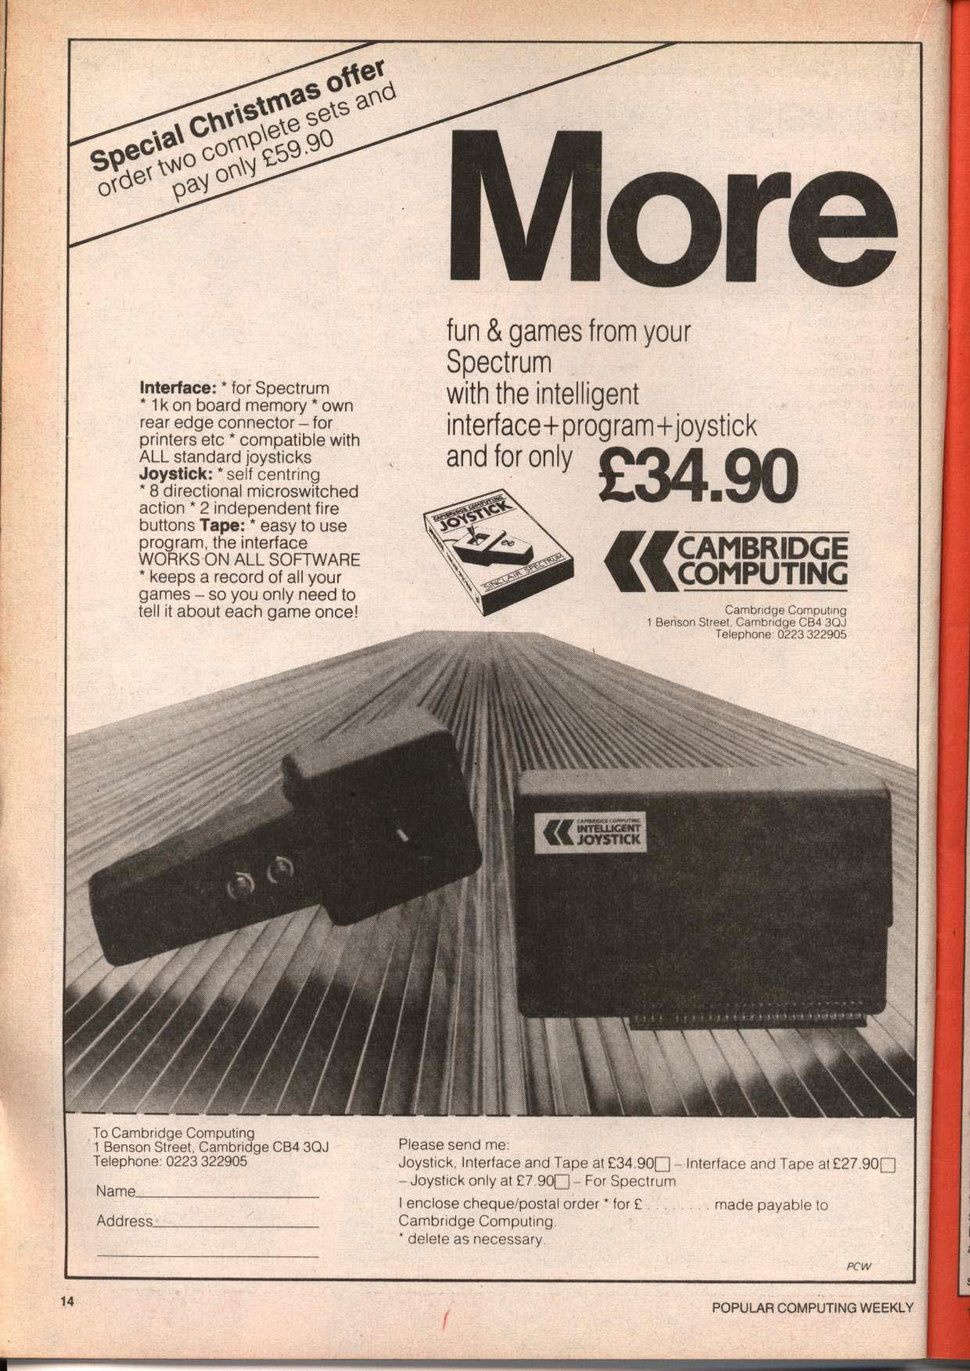 Special Christmas offer
order two complete sets and
pay only £59.90
More
fun & games from your
Spectrum
with the intelligent
interface+program+joystick
and for only £34.90
Interface: * for Spectrum
* 1k on board memory * own
rear edge connector – for
printers etc * compatible with
ALL standard joysticks
Joystick: * self centring
* 8 directional microswitched
action * 2 independent fire
buttons Tape: * easy to use
program, the interface
WORKS ON ALL SOFTWARE
* keeps a record of all your
games – so you only need to
tell it about each game once!
CAMBRIDGE COMPUTING
JOYSTICK
SINCLAIR SPECTRUM
CAMBRIDGE
COMPUTING
Cambridge Computing
1 Benson Street, Cambridge CB4 3QJ
Telephone: 0223 322905
CAMBRIDGE COMPUTING
INTELLIGENT
JOYSTICK
To Cambridge Computing
1 Benson Street, Cambridge CB4 3QJ
Telephone: 0223 322905
Name
Address
Please send me:
Joystick, Interface and Tape at £34.90 – Interface and Tape at £27.90
– Joystick only at £7.90 – For Spectrum
I enclose cheque/postal order * for £ . . . . . . . . made payable to
Cambridge Computing.
* delete as necessary.
PCW
14
POPULAR COMPUTING WEEKLY